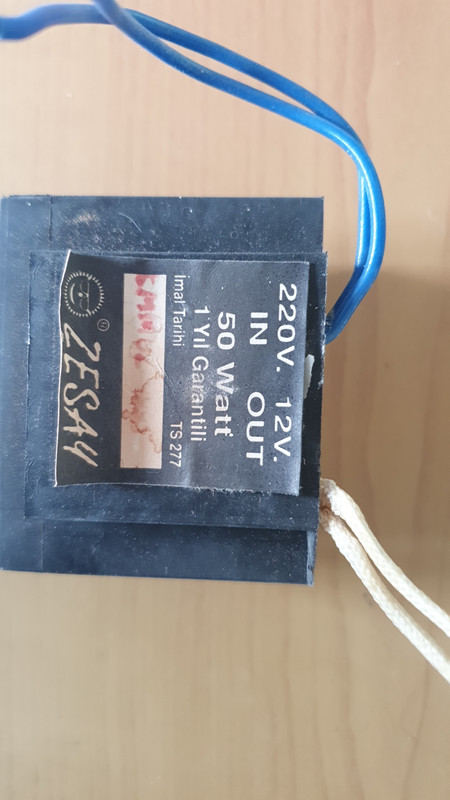 220V. 12V.
IN OUT
50 Watt
1 Yıl Garantili
İmal Tarihi TS 277
ZESAY